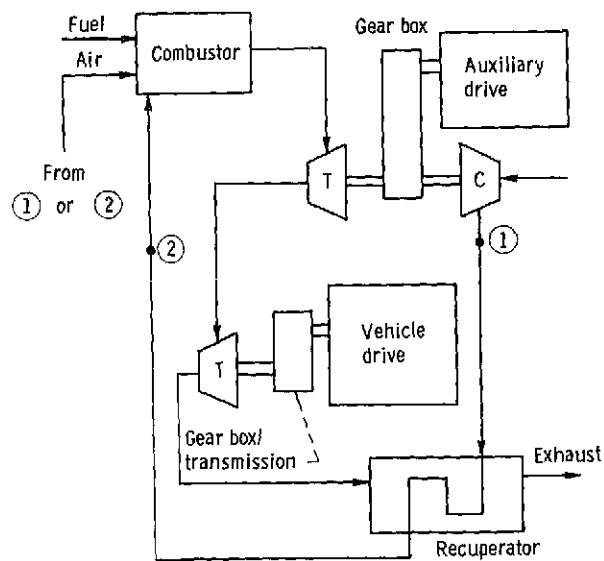 Fuel
Air
Combustor
From
① or ②
②
Gear box
Auxiliary
drive
T
C
①
T
Vehicle
drive
Gear box/
transmission
Exhaust
Recuperator